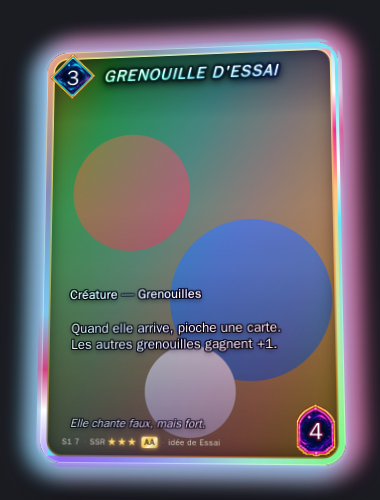 3
GRENOUILLE D'ESSAI
Créature — Grenouilles
Quand elle arrive, pioche une carte.
Les autres grenouilles gagnent +1.
Elle chante faux, mais fort.
S1 7 SSR ★★★ AA idée de Essai
4